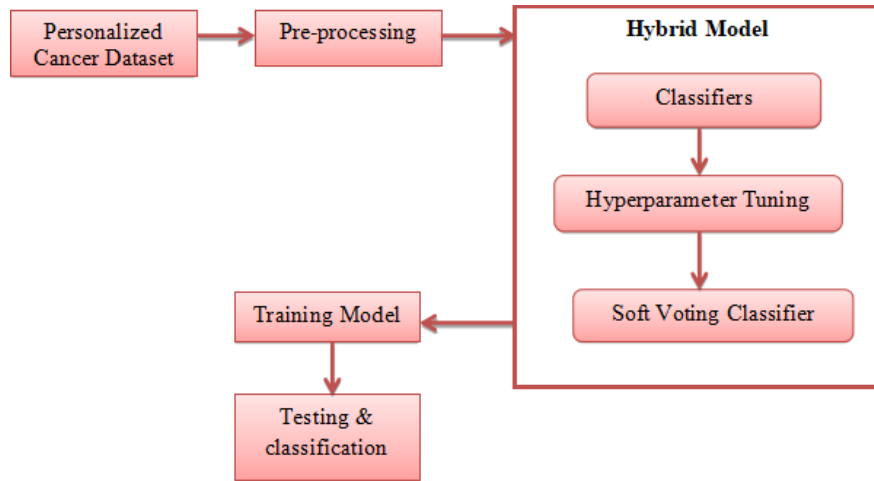 Personalized
Cancer Dataset
Pre-processing
Hybrid Model
Classifiers
Hyperparameter Tuning
Soft Voting Classifier
Training Model
Testing &
classification